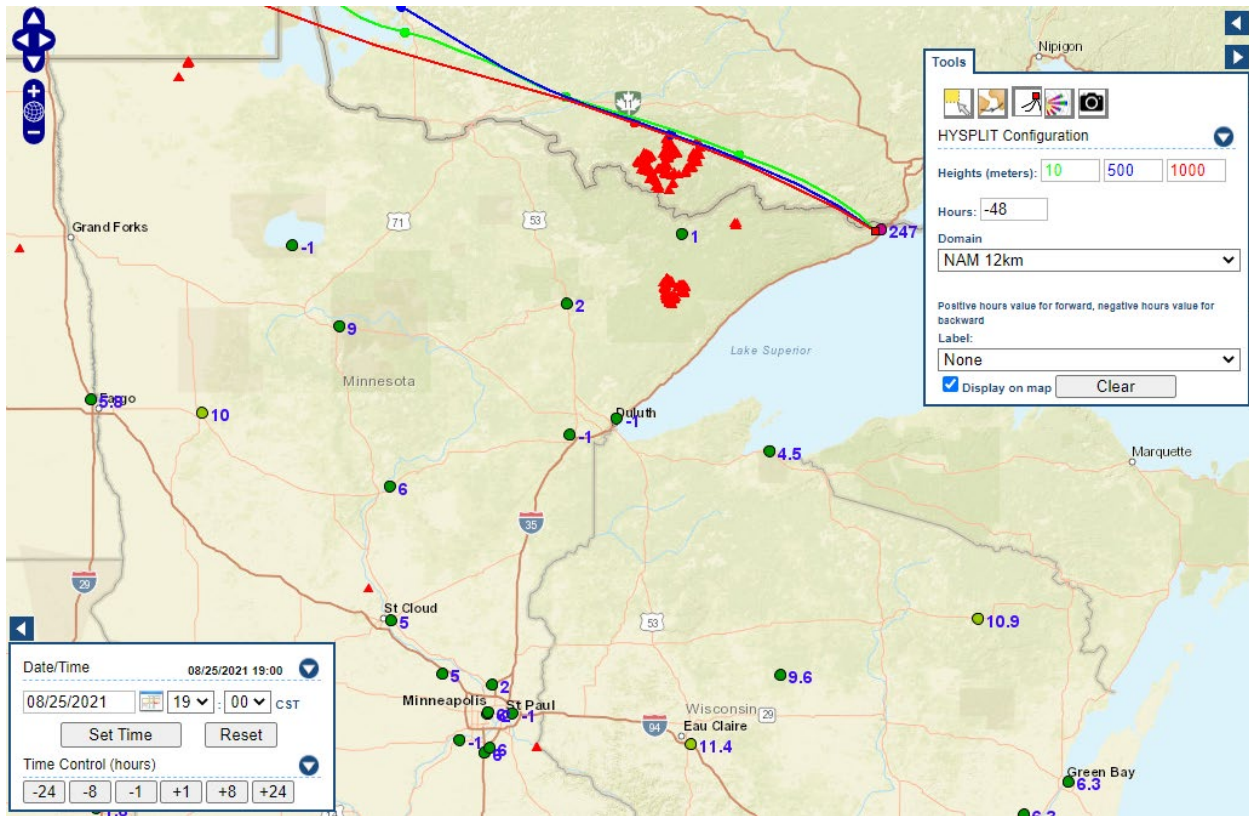 Nipigon
Tools
11
HYSPLIT Configuration
Heights (meters): 10 500 1000
71
53
Grand Forks
Hours: -48
247
1
-1
Domain
NAM 12km
2
Positive hours value for forward, negative hours value for
backward
9
Label:
Lake Superior
None
Minnesota
Display on map Clear
Fargo
5.8
10
Duluth
-1
-1
4.5
Marquette
6
35
29
St Cloud
5
53
10.9
Date/Time 08/25/2021 19:00
08/25/2021 19 : 00 CST
Set Time Reset
Time Control (hours)
-24 -8 -1 +1 +8 +24
5
2
9.6
Minneapolis
St Paul
-1
Wisconsin
29
94
Eau Claire
-1
6
11.4
Green Bay
6.3